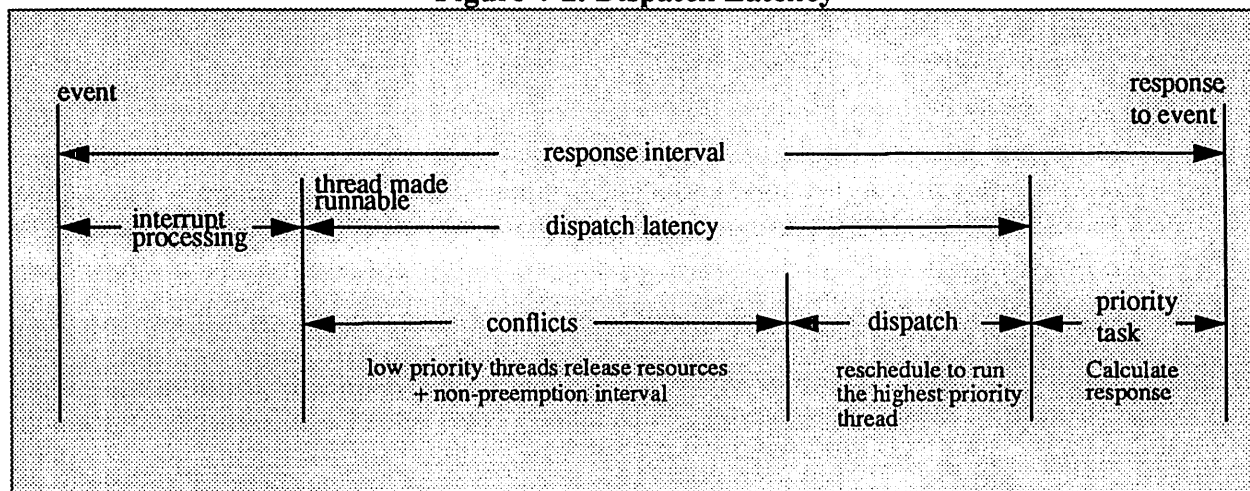 event
response
to event
response interval
thread made
runnable
interrupt
processing
dispatch latency
conflicts
dispatch
priority
task
low priority threads release resources
+ non-preemption interval
reschedule to run
the highest priority
thread
Calculate
response